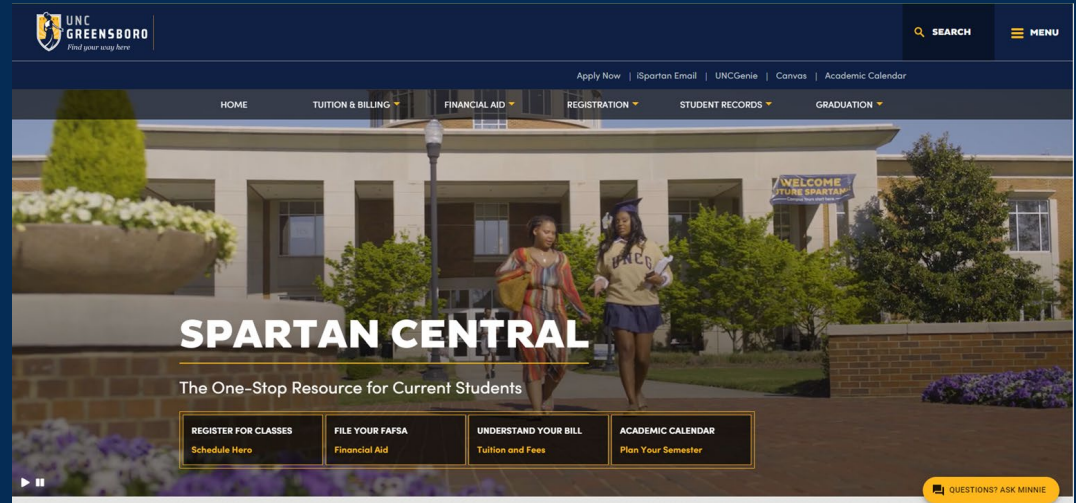 UNC
GREENSBORO
Find your way here
SEARCH
MENU
Apply Now | iSpartan Email | UNCGenie | Canvas | Academic Calendar
HOME TUITION & BILLING FINANCIAL AID REGISTRATION STUDENT RECORDS GRADUATION
WELCOME
FUTURE SPARTANS
UNCG
SPARTAN CENTRAL
The One-Stop Resource for Current Students
REGISTER FOR CLASSES
Schedule Hero
FILE YOUR FAFSA
Financial Aid
UNDERSTAND YOUR BILL
Tuition and Fees
ACADEMIC CALENDAR
Plan Your Semester
QUESTIONS? ASK MINNIE